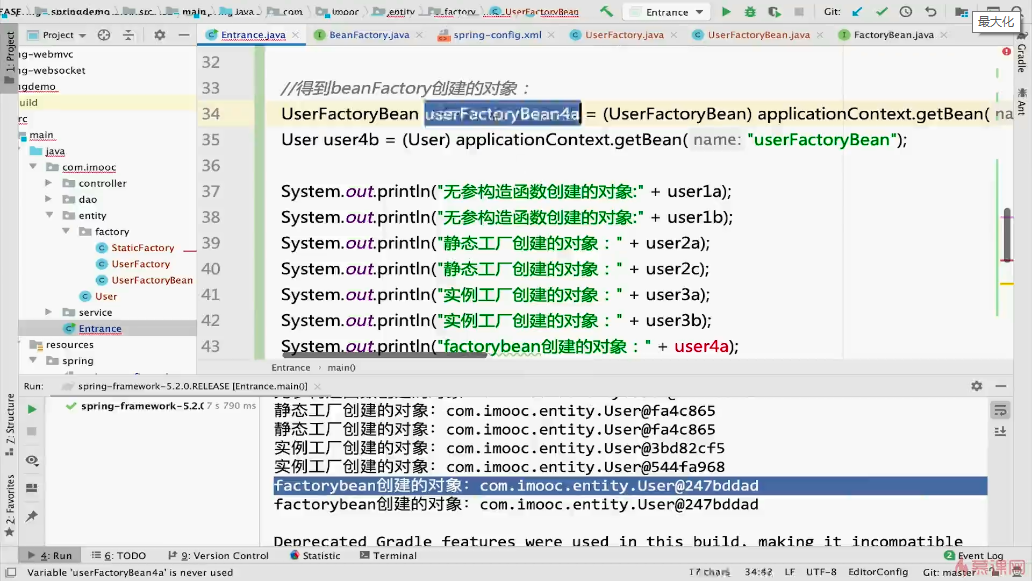 EASE springdemo src main java com imooc entity factory UserFactoryBean Entrance Git:
最大化
Project Entrance.java BeanFactory.java spring-config.xml UserFactory.java UserFactoryBean.java FactoryBean.java
1: Project
Gradle
Ant
ng-webmvc
ng-websocket
ngdemo
uild
rc
main
java
com.imooc
controller
dao
entity
factory
StaticFactory
UserFactory
UserFactoryBean
User
service
Entrance
resources
spring
32
33 //得到beanFactory创建的对象：
34 UserFactoryBean userFactoryBean4a = (UserFactoryBean) applicationContext.getBean( na
35 User user4b = (User) applicationContext.getBean( name: "userFactoryBean");
36
37 System.out.println("无参构造函数创建的对象:" + user1a);
38 System.out.println("无参构造函数创建的对象:" + user1b);
39 System.out.println("静态工厂创建的对象：" + user2a);
40 System.out.println("静态工厂创建的对象：" + user2c);
41 System.out.println("实例工厂创建的对象：" + user3a);
42 System.out.println("实例工厂创建的对象：" + user3b);
43 System.out.println("factorybean创建的对象：" + user4a);
Entrance › main()
Run: spring-framework-5.2.0.RELEASE [Entrance.main()]
spring-framework-5.2.0 7 s 790 ms
静态工厂创建的对象：com.imooc.entity.User@fa4c865
静态工厂创建的对象：com.imooc.entity.User@fa4c865
实例工厂创建的对象：com.imooc.entity.User@3bd82cf5
实例工厂创建的对象：com.imooc.entity.User@544fa968
factorybean创建的对象：com.imooc.entity.User@247bddad
factorybean创建的对象：com.imooc.entity.User@247bddad
Deprecated Gradle features were used in this build, making it incompatible
Z: Structure
2: Favorites
4: Run 6: TODO 9: Version Control Statistic Terminal 2 Event Log
Variable 'userFactoryBean4a' is never used 17 chars 34:42 LF UTF-8 EditorConfig Git: master
慕课网